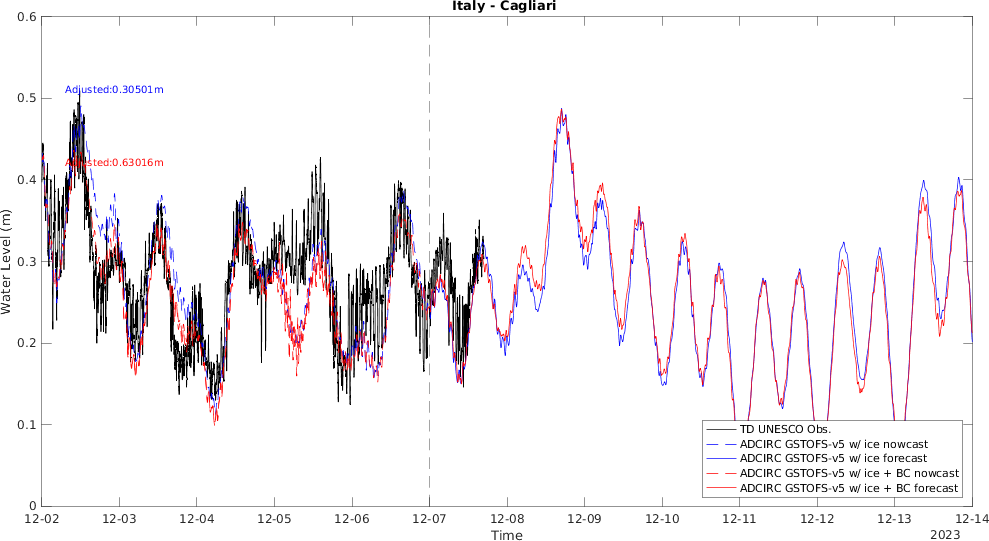 Italy - Cagliari
0.6
0.5
0.4
0.3
0.2
0.1
0
Water Level (m)
Adjusted:0.30501m
Adjusted:0.63016m
TD UNESCO Obs.
ADCIRC GSTOFS-v5 w/ ice nowcast
ADCIRC GSTOFS-v5 w/ ice forecast
ADCIRC GSTOFS-v5 w/ ice + BC nowcast
ADCIRC GSTOFS-v5 w/ ice + BC forecast
12-02 12-03 12-04 12-05 12-06 12-07 12-08 12-09 12-10 12-11 12-12 12-13 12-14
Time
2023